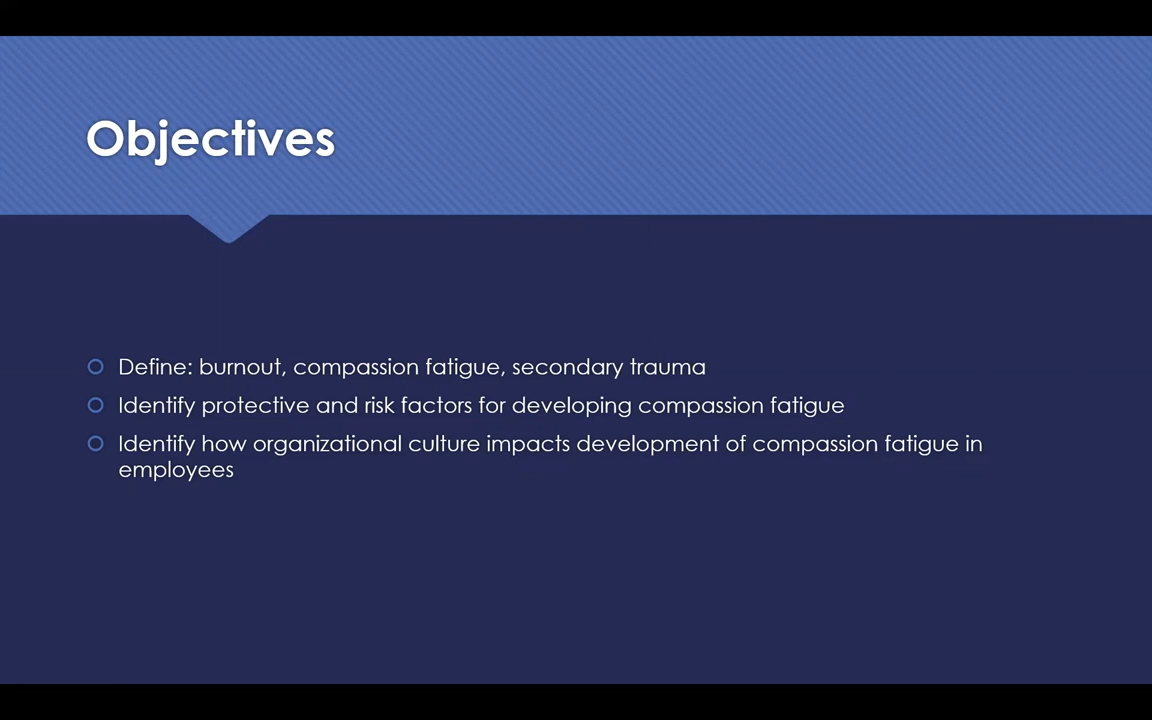 Objectives
Define: burnout, compassion fatigue, secondary trauma
Identify protective and risk factors for developing compassion fatigue
Identify how organizational culture impacts development of compassion fatigue in
employees